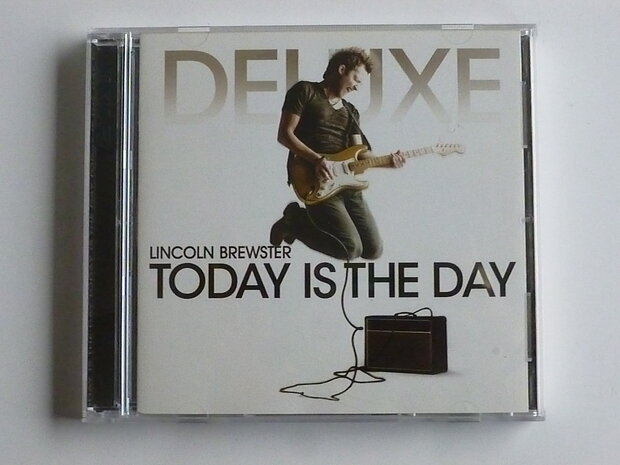 DELUXE
LINCOLN BREWSTER
TODAY IS THE DAY